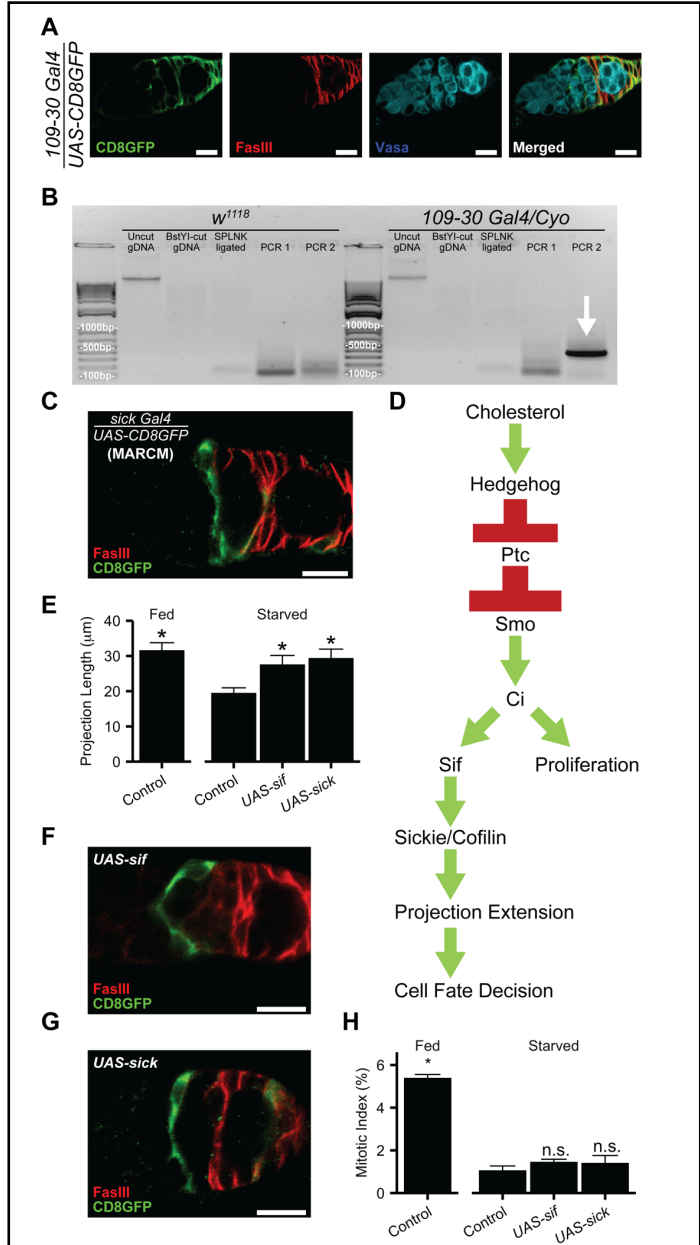 A
109-30 Gal4
UAS-CD8GFP
CD8GFP
FasIII
Vasa
Merged
B
w1118
109-30 Gal4/Cyo
Uncut gDNA
BstYI-cut gDNA
SPLNK ligated
PCR 1
PCR 2
Uncut gDNA
BstYI-cut gDNA
SPLNK ligated
PCR 1
PCR 2
-1000bp-
-500bp-
-100bp-
-1000bp-
-500bp-
-100bp-
C
sick Gal4
UAS-CD8GFP
(MARCM)
FasIII
CD8GFP
D
Cholesterol
Hedgehog
Ptc
Smo
Ci
Sif
Proliferation
Sickie/Cofilin
Projection Extension
Cell Fate Decision
E
Fed
Starved
Projection Length (μm)
40
30
20
10
0
*
*
*
Control
Control
UAS-sif
UAS-sick
F
UAS-sif
FasIII
CD8GFP
G
UAS-sick
FasIII
CD8GFP
H
Fed
Starved
Mitotic Index (%)
6
4
2
0
*
n.s.
n.s.
Control
Control
UAS-sif
UAS-sick